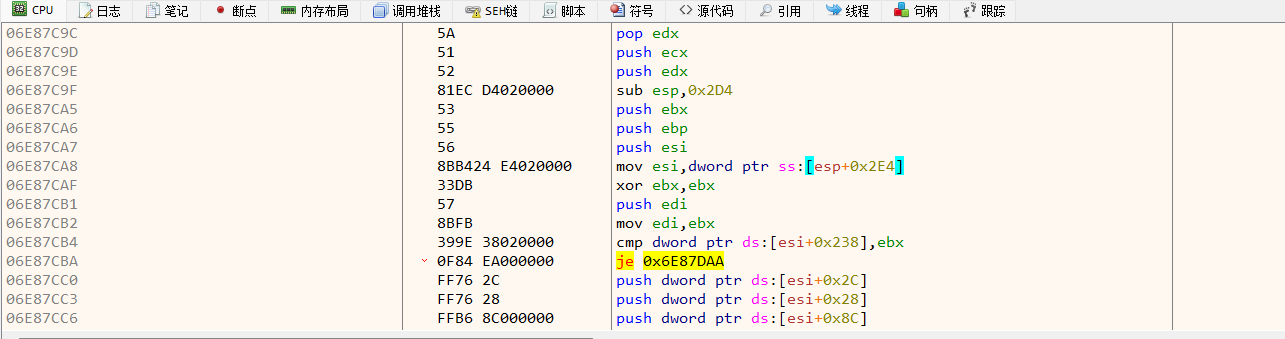 CPU 日志 笔记 断点 内存布局 调用堆栈 SEH链 脚本 符号 源代码 引用 线程 句柄 跟踪
06E87C9C 5A pop edx
06E87C9D 51 push ecx
06E87C9E 52 push edx
06E87C9F 81EC D4020000 sub esp,0x2D4
06E87CA5 53 push ebx
06E87CA6 55 push ebp
06E87CA7 56 push esi
06E87CA8 8BB424 E4020000 mov esi,dword ptr ss:[esp+0x2E4]
06E87CAF 33DB xor ebx,ebx
06E87CB1 57 push edi
06E87CB2 8BFB mov edi,ebx
06E87CB4 399E 38020000 cmp dword ptr ds:[esi+0x238],ebx
06E87CBA 0F84 EA000000 je 0x6E87DAA
06E87CC0 FF76 2C push dword ptr ds:[esi+0x2C]
06E87CC3 FF76 28 push dword ptr ds:[esi+0x28]
06E87CC6 FFB6 8C000000 push dword ptr ds:[esi+0x8C]